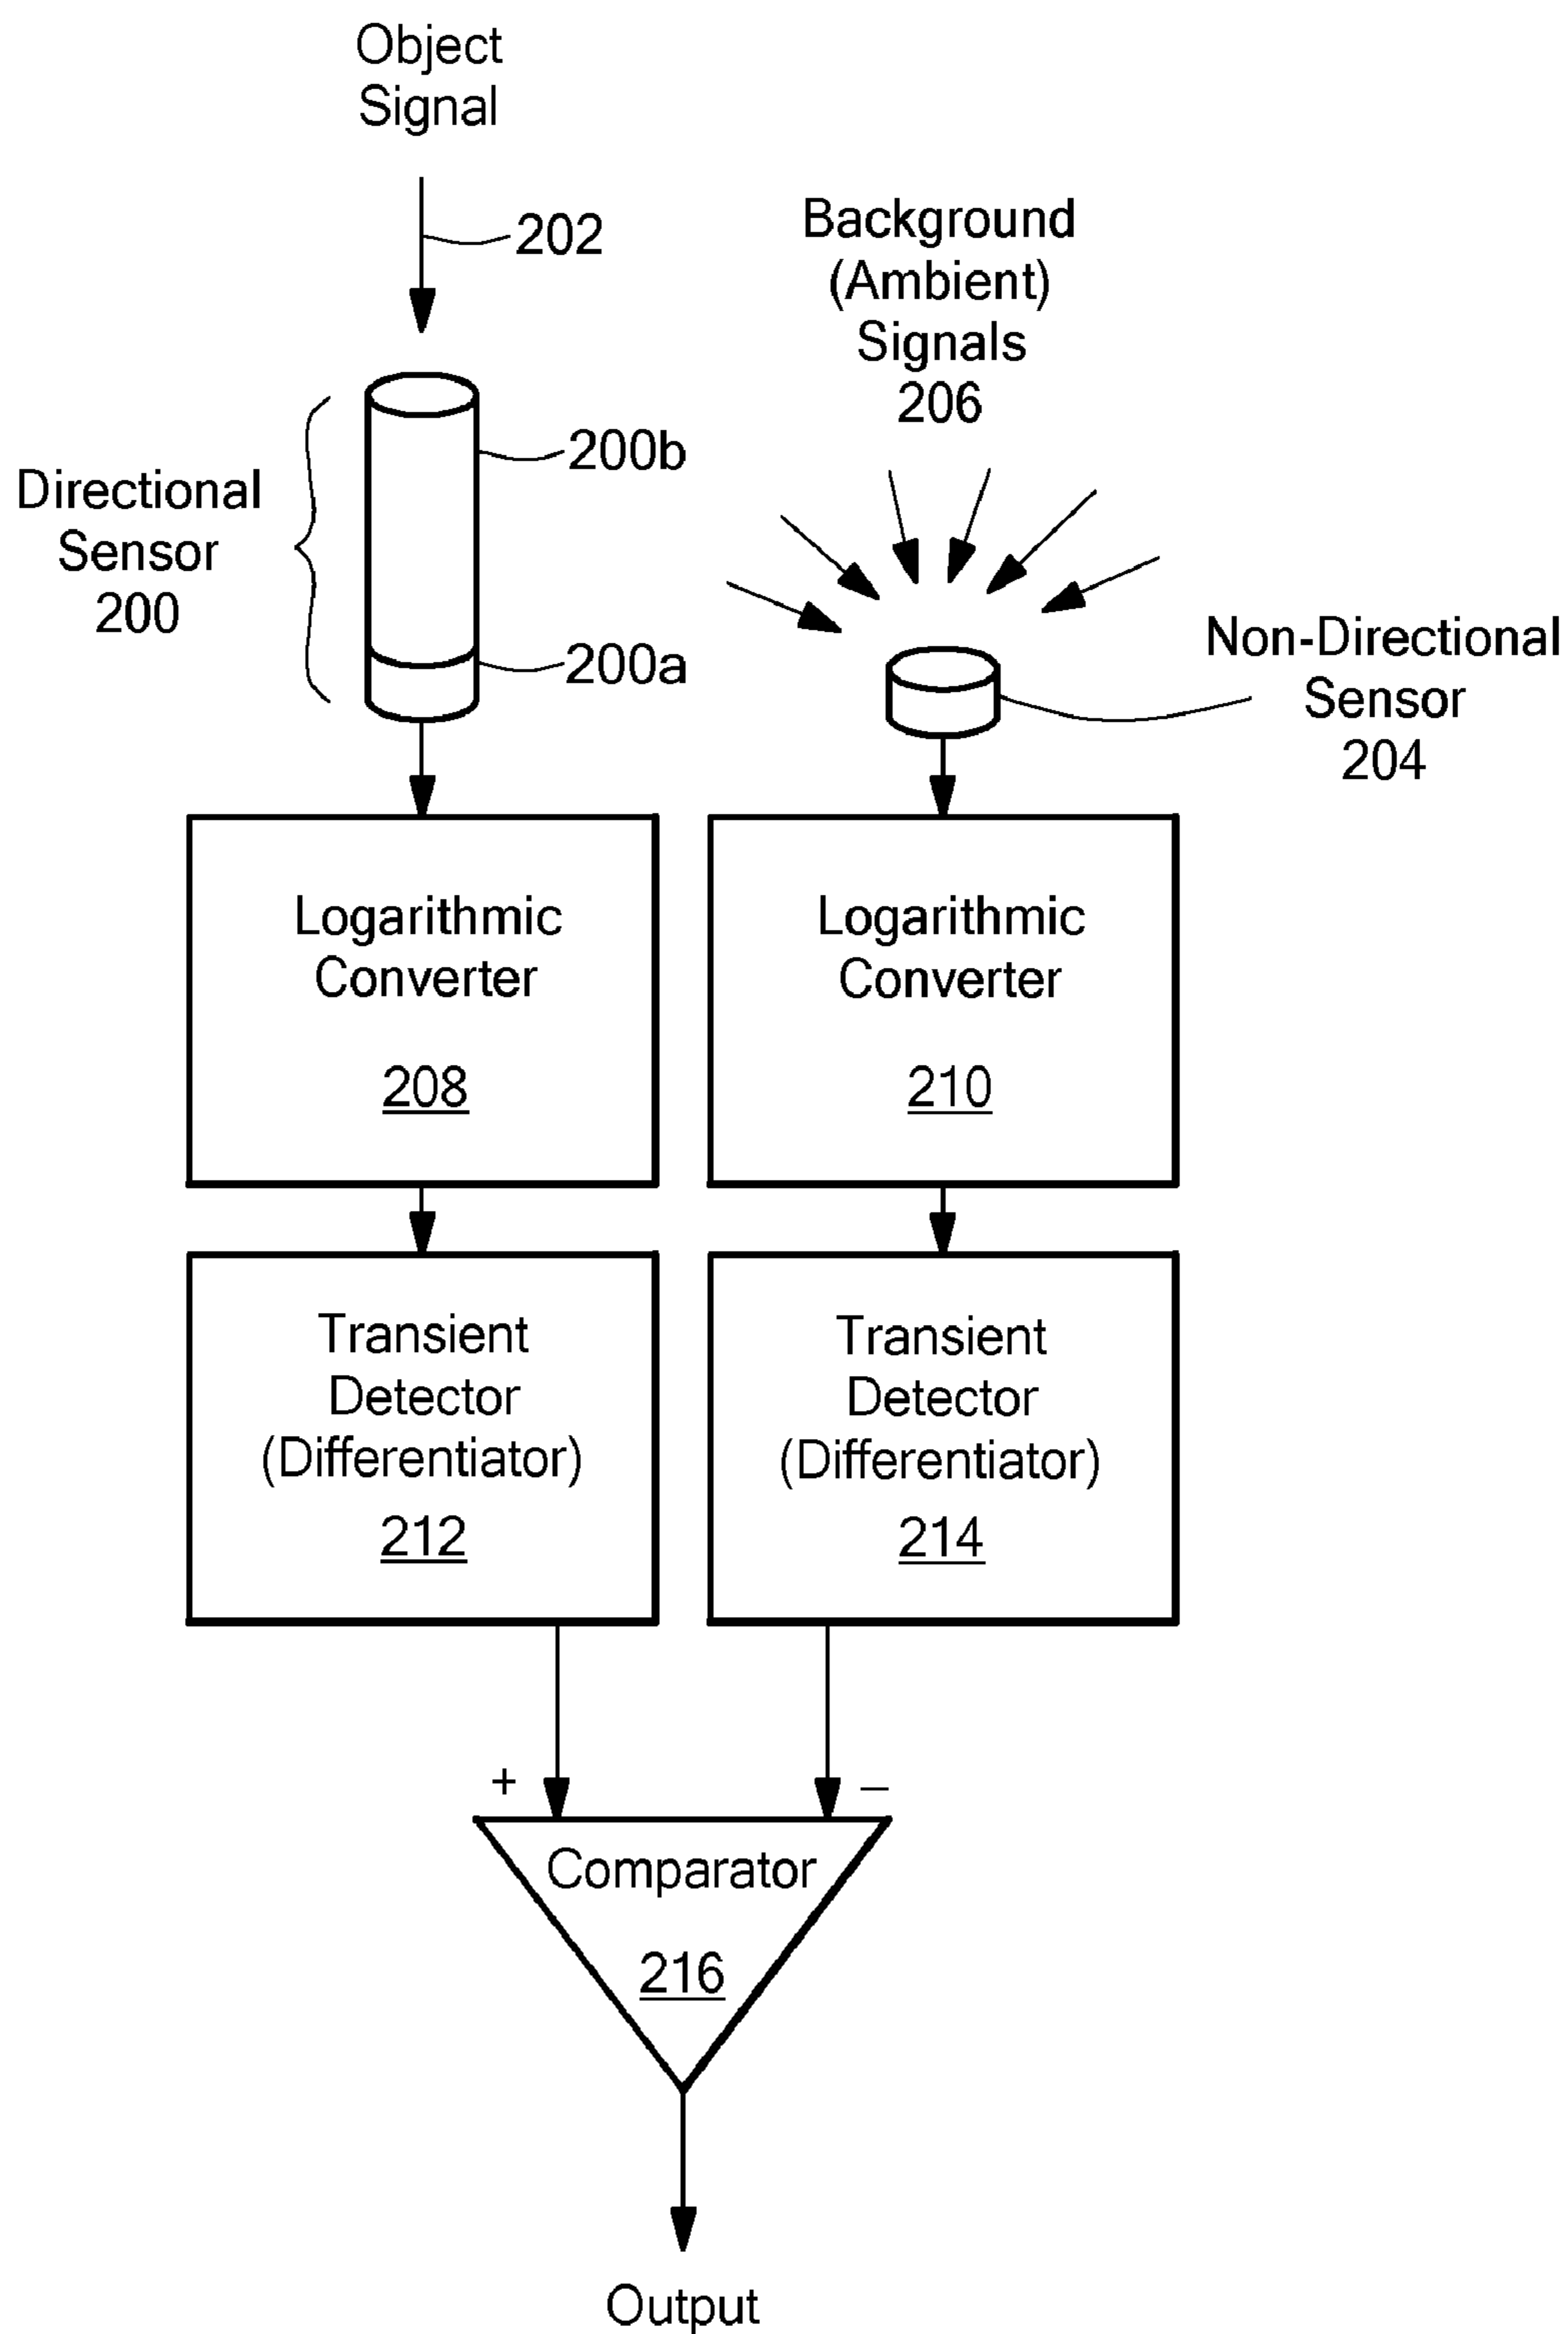 Object
Signal
202
Background
(Ambient)
Signals
206
200b
Directional
Sensor
200
200a
Non-Directional
Sensor
204
Logarithmic
Converter
208
Logarithmic
Converter
210
Transient
Detector
(Differentiator)
212
Transient
Detector
(Differentiator)
214
+
–
Comparator
216
Output